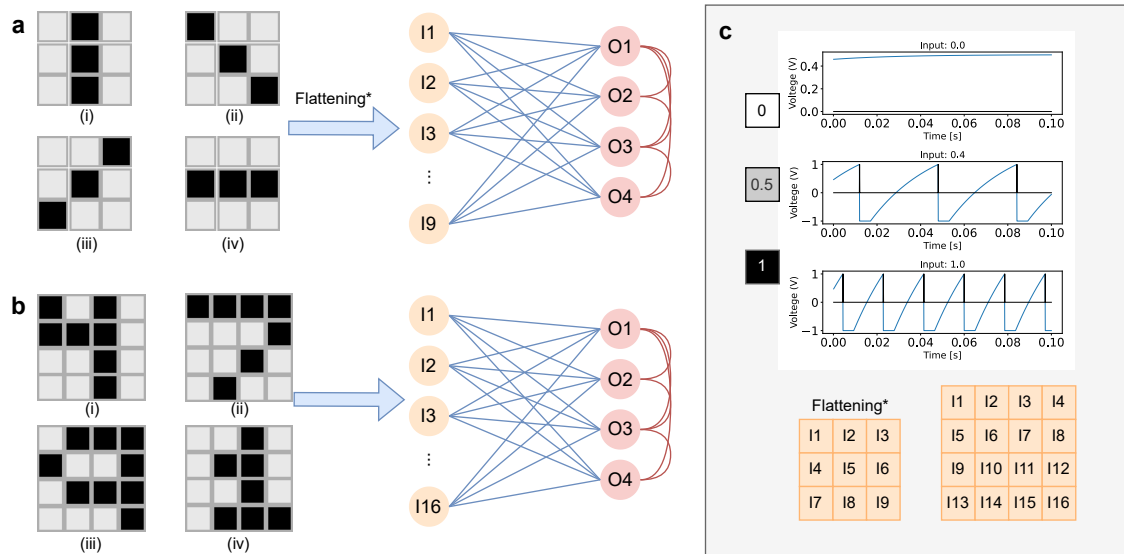 a
(i)
(ii)
(iii)
(iv)
Flattening*
I1
I2
I3
...
I9
O1
O2
O3
O4
b
(i)
(ii)
(iii)
(iv)
I1
I2
I3
...
I16
O1
O2
O3
O4
c
0
0.5
1
Input: 0.0
Voltege (V)
0.4
0.2
0.0
0.00 0.02 0.04 0.06 0.08 0.10
Time [s]
Input: 0.4
Voltege (V)
1
0
−1
0.00 0.02 0.04 0.06 0.08 0.10
Time [s]
Input: 1.0
Voltege (V)
1
0
−1
0.00 0.02 0.04 0.06 0.08 0.10
Time [s]
Flattening*
I1 I2 I3
I4 I5 I6
I7 I8 I9
I1 I2 I3 I4
I5 I6 I7 I8
I9 I10 I11 I12
I13 I14 I15 I16